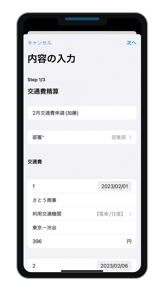 キャンセル 次へ
内容の入力
Step 1/3
交通費精算
2月交通費申請(加藤)
部署* 営業部
交通費
1 2023/02/01
さとう商事
利用交通機関 【電車/往復】
東京ー渋谷
396 円
2 2023/02/06